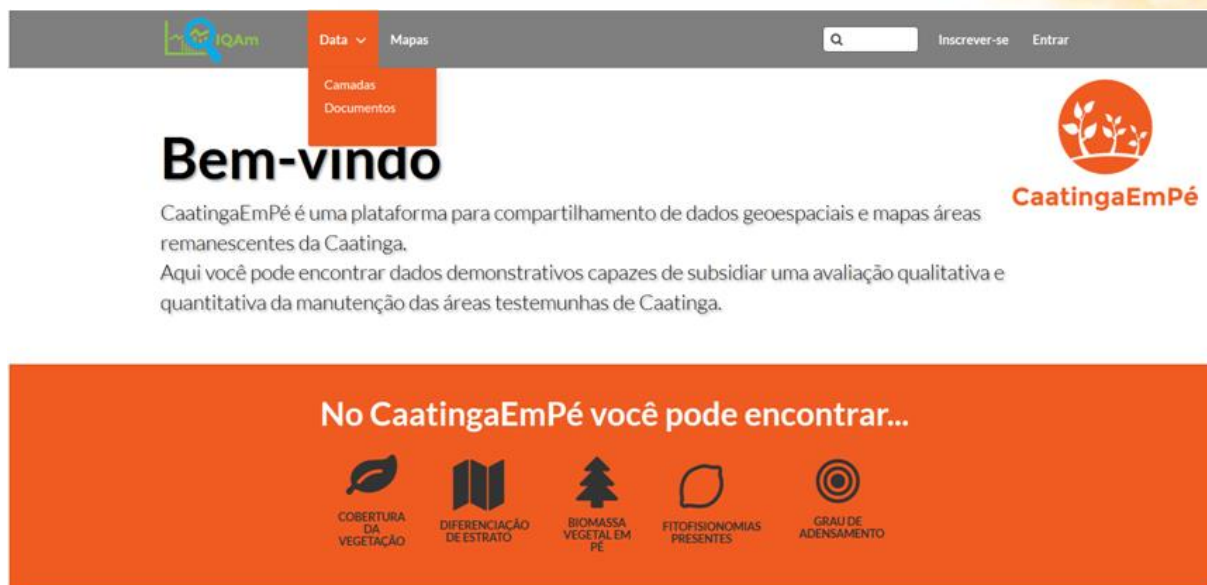 IQAm
Data
Mapas
Inscrever-se
Entrar
Camadas
Documentos
Bem-vindo
CaatingaEmPé é uma plataforma para compartilhamento de dados geoespaciais e mapas áreas
remanescentes da Caatinga.
Aqui você pode encontrar dados demonstrativos capazes de subsidiar uma avaliação qualitativa e
quantitativa da manutenção das áreas testemunhas de Caatinga.
CaatingaEmPé
No CaatingaEmPé você pode encontrar...
COBERTURA
DA
VEGETAÇÃO
DIFERENCIAÇÃO
DE ESTRATO
BIOMASSA
VEGETAL EM
PÉ
FITOFISIONOMIAS
PRESENTES
GRAU DE
ADENSAMENTO